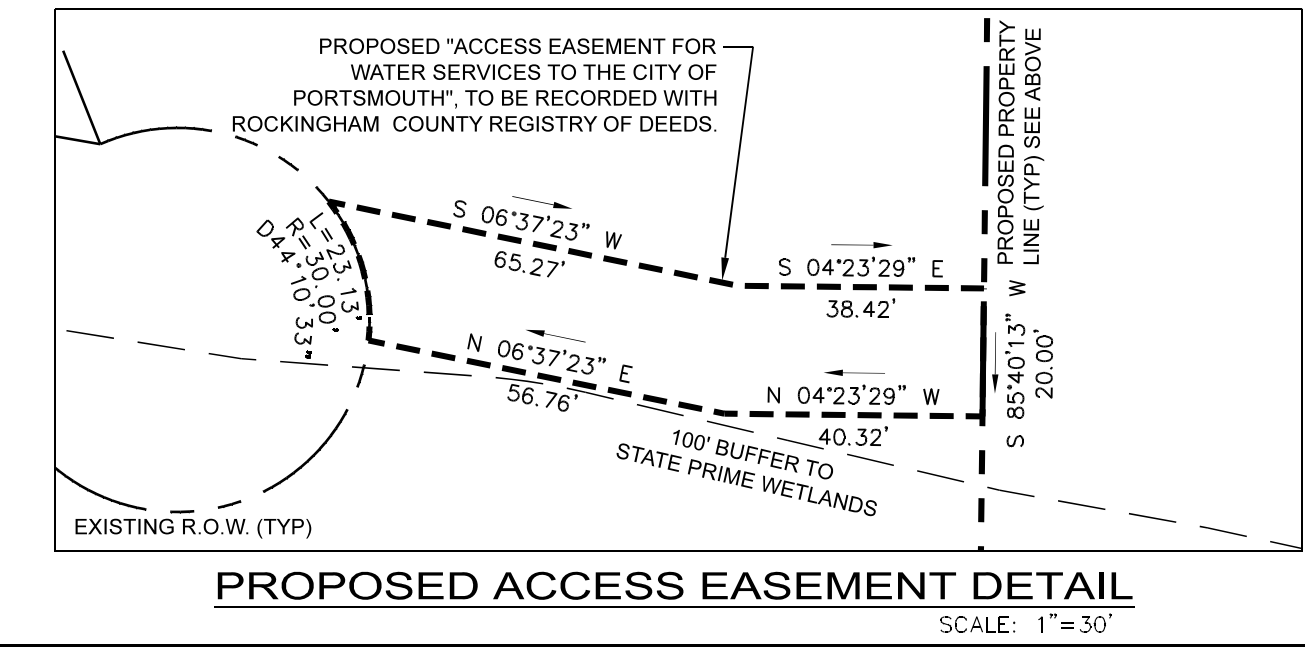 PROPOSED "ACCESS EASEMENT FOR
WATER SERVICES TO THE CITY OF
PORTSMOUTH", TO BE RECORDED WITH
ROCKINGHAM COUNTY REGISTRY OF DEEDS.
PROPOSED PROPERTY
LINE (TYP) SEE ABOVE
S 06°37'23" W
65.27'
S 04°23'29" E
38.42'
L=23.13'
R=30.00'
D44°10'33"
N 06°37'23" E
56.76'
N 04°23'29" W
40.32'
S 85°40'13" W
20.00'
100' BUFFER TO
STATE PRIME WETLANDS
EXISTING R.O.W. (TYP)
PROPOSED ACCESS EASEMENT DETAIL
SCALE: 1"=30'